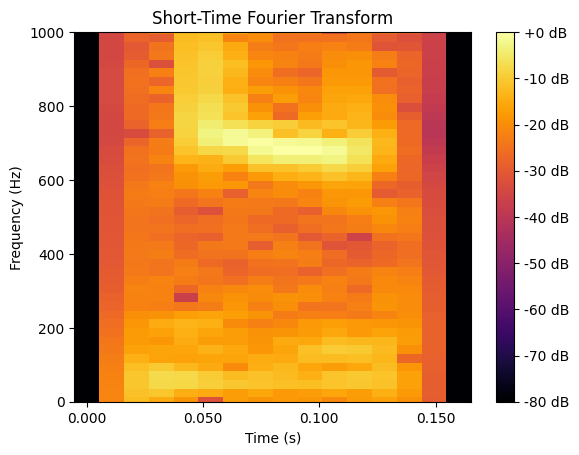 Short-Time Fourier Transform
1000
800
600
400
200
0
Frequency (Hz)
0.000
0.050
0.100
0.150
Time (s)
+0 dB
-10 dB
-20 dB
-30 dB
-40 dB
-50 dB
-60 dB
-70 dB
-80 dB